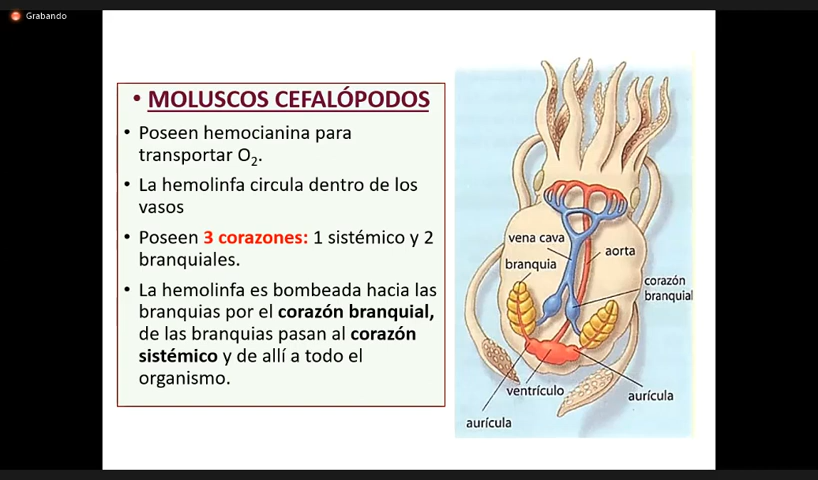 Grabando
• MOLUSCOS CEFALÓPODOS
• Poseen hemocianina para
transportar O₂.
• La hemolinfa circula dentro de los
vasos
• Poseen 3 corazones: 1 sistémico y 2
branquiales.
• La hemolinfa es bombeada hacia las
branquias por el corazón branquial,
de las branquias pasan al corazón
sistémico y de allí a todo el
organismo.
vena cava
aorta
branquia
corazón
branquial
ventrículo
aurícula
aurícula